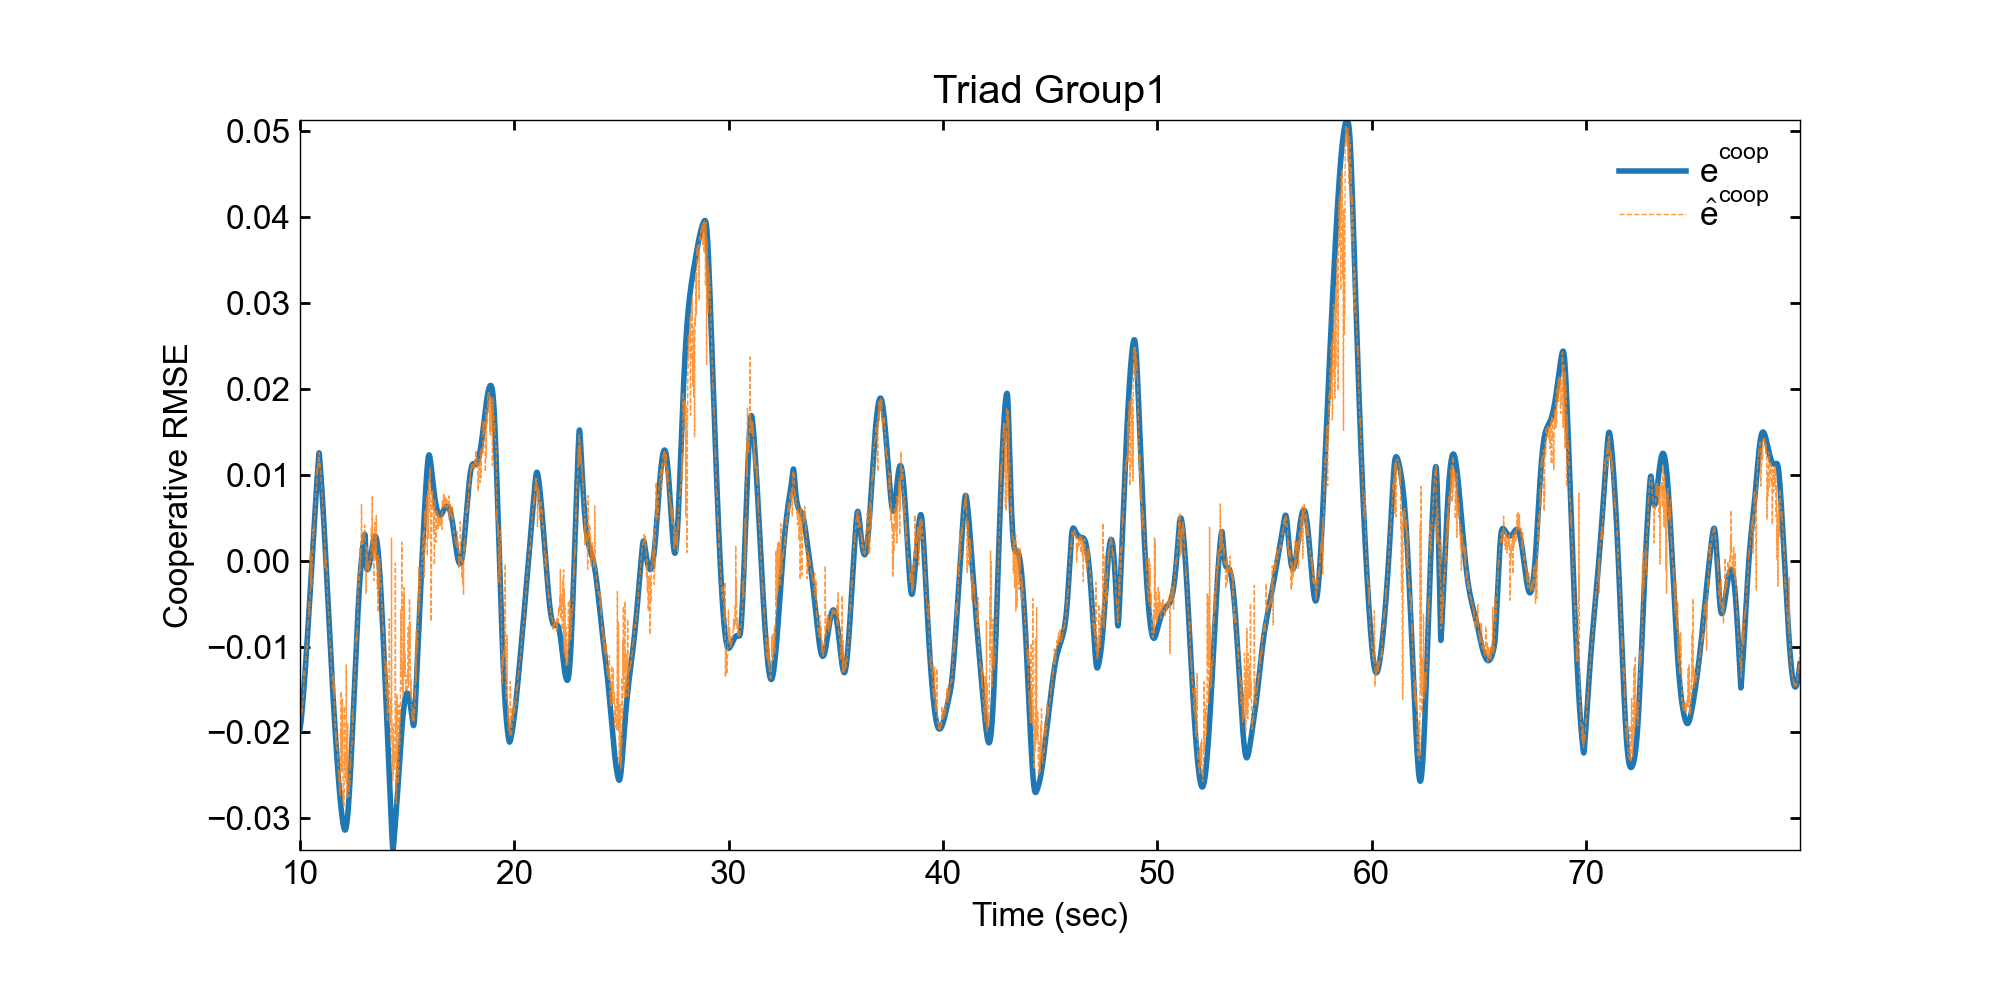 Triad Group1
Cooperative RMSE
0.05
0.04
0.03
0.02
0.01
0.00
−0.01
−0.02
−0.03
e^coop
ê^coop
10 20 30 40 50 60 70
Time (sec)